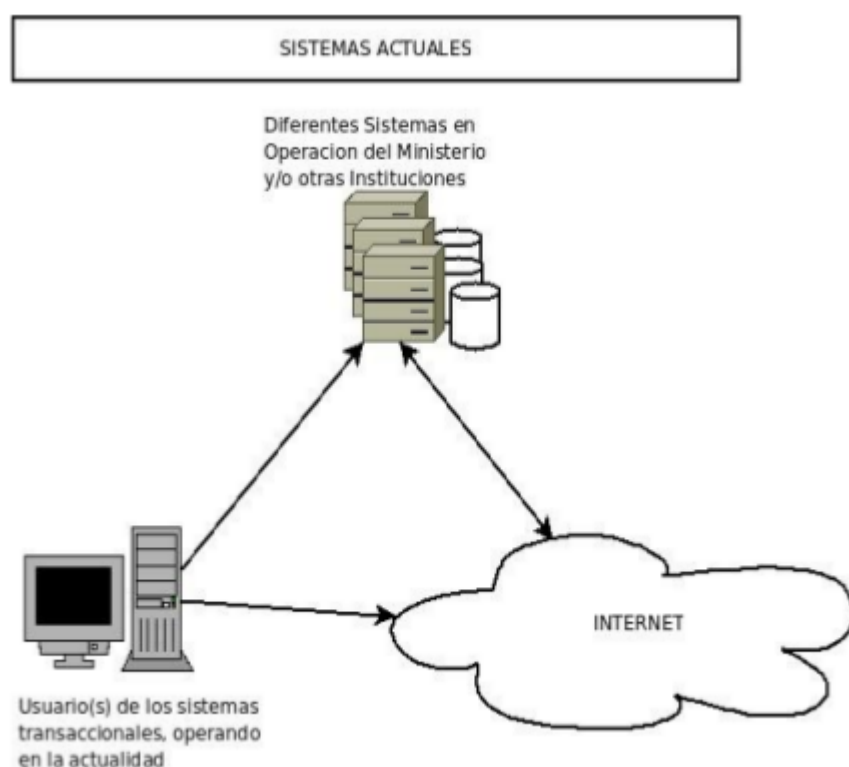 SISTEMAS ACTUALES
Diferentes Sistemas en
Operacion del Ministerio
y/o otras Instituciones
INTERNET
Usuario(s) de los sistemas
transaccionales, operando
en la actualidad